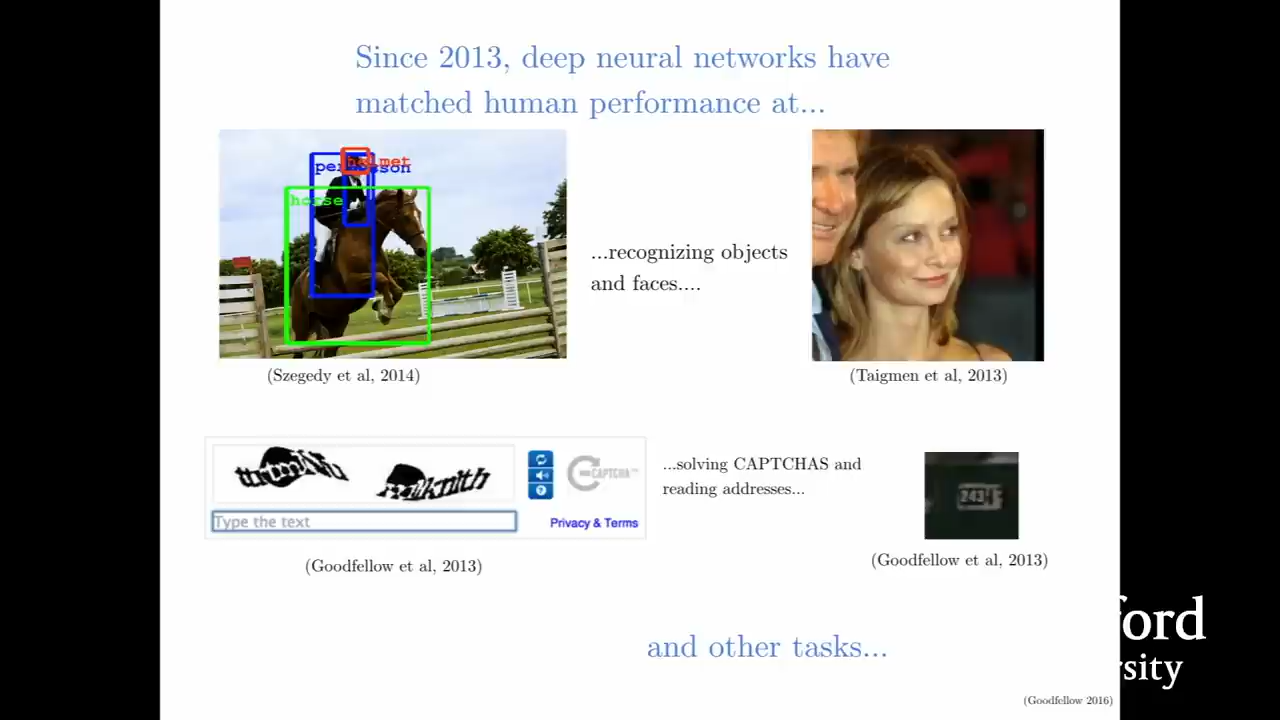 Since 2013, deep neural networks have
matched human performance at...
helmet
person
horse
...recognizing objects
and faces....
(Szegedy et al, 2014)
(Taigmen et al, 2013)
CAPTCHA™
...solving CAPTCHAS and
reading addresses...
243
Type the text
Privacy & Terms
(Goodfellow et al, 2013)
(Goodfellow et al, 2013)
and other tasks...
ford
rsity
(Goodfellow 2016)